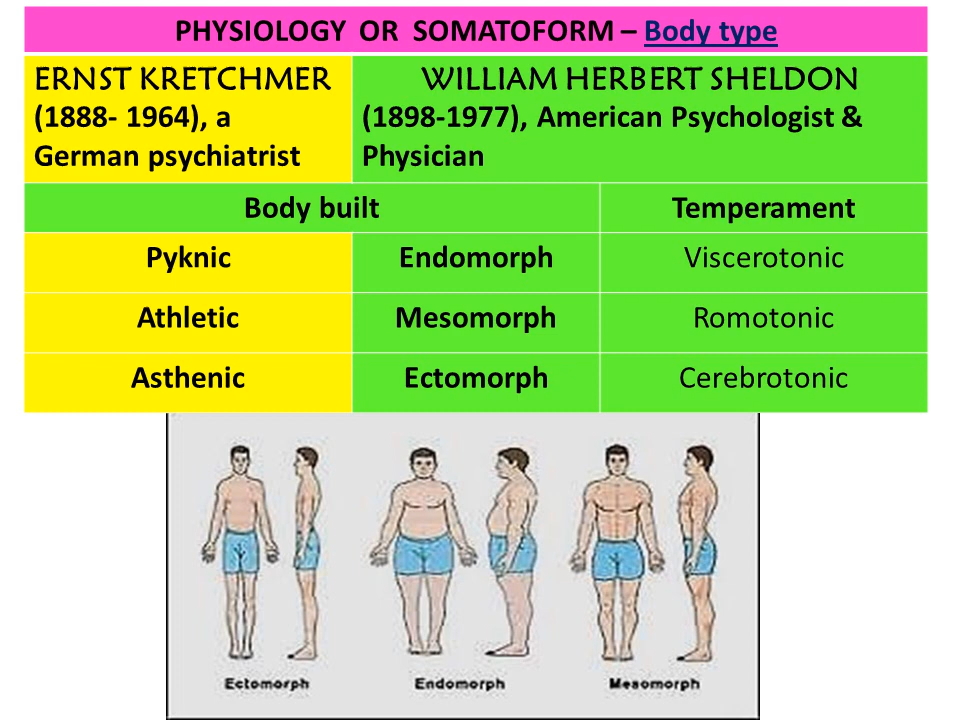 PHYSIOLOGY OR SOMATOFORM – Body type
ERNST KRETCHMER
(1888- 1964), a
German psychiatrist
WILLIAM HERBERT SHELDON
(1898-1977), American Psychologist &
Physician
Body built
Temperament
Pyknic
Endomorph
Viscerotonic
Athletic
Mesomorph
Romotonic
Asthenic
Ectomorph
Cerebrotonic
Ectomorph
Endomorph
Mesomorph